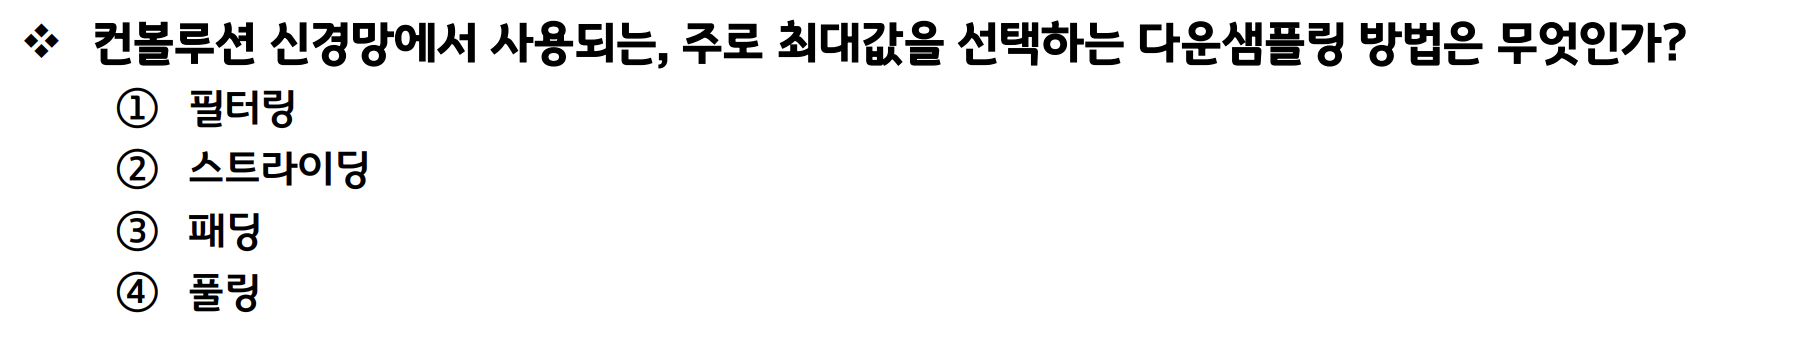 ❖ 컨볼루션 신경망에서 사용되는, 주로 최대값을 선택하는 다운샘플링 방법은 무엇인가?
① 필터링
② 스트라이딩
③ 패딩
④ 풀링